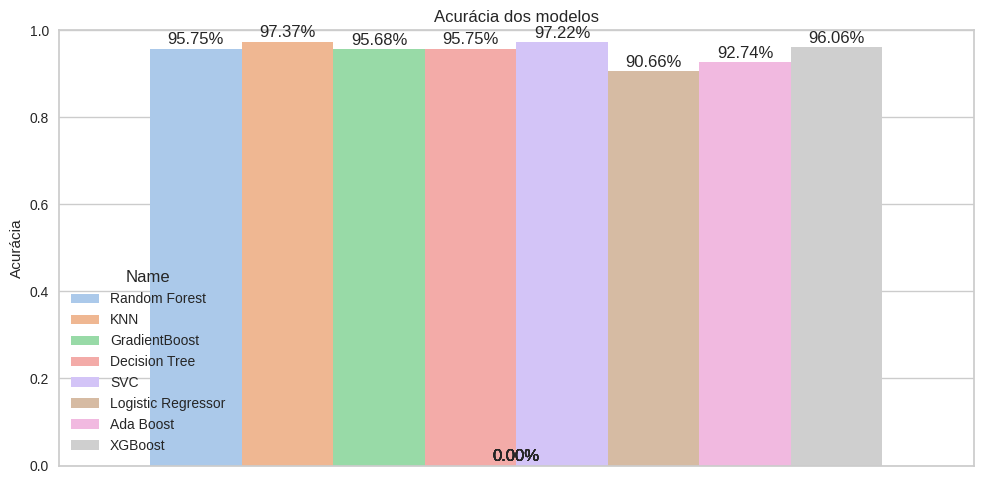 Acurácia dos modelos
95.75%
97.37%
95.68%
95.75%
97.22%
90.66%
92.74%
96.06%
1.0
0.8
0.6
0.4
0.2
0.0
Acurácia
Name
Random Forest
KNN
GradientBoost
Decision Tree
SVC
Logistic Regressor
Ada Boost
XGBoost
0.00%